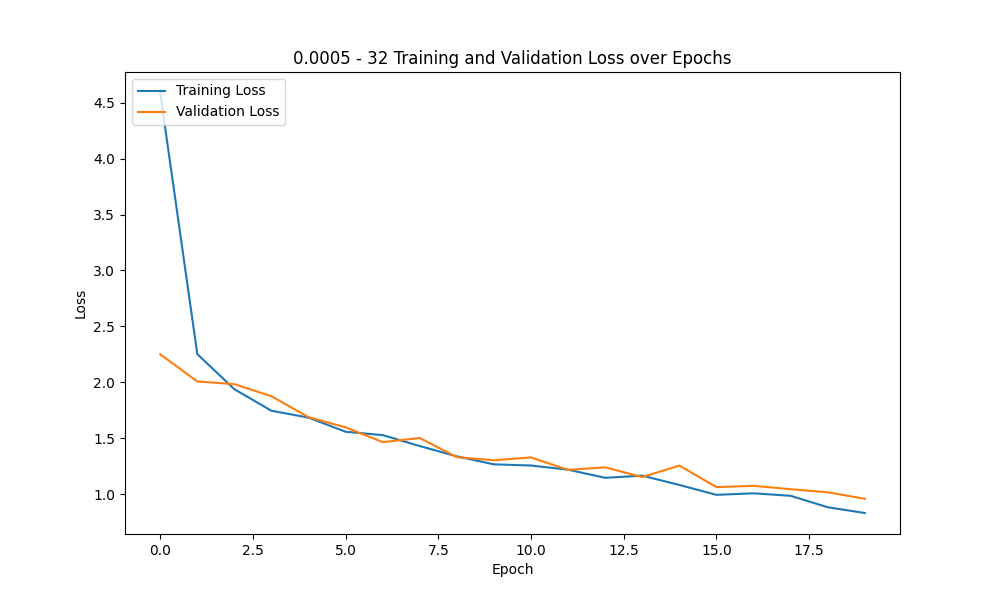 0.0005 - 32 Training and Validation Loss over Epochs
Training Loss
Validation Loss
4.5
4.0
3.5
3.0
2.5
2.0
1.5
1.0
Loss
0.0 2.5 5.0 7.5 10.0 12.5 15.0 17.5
Epoch